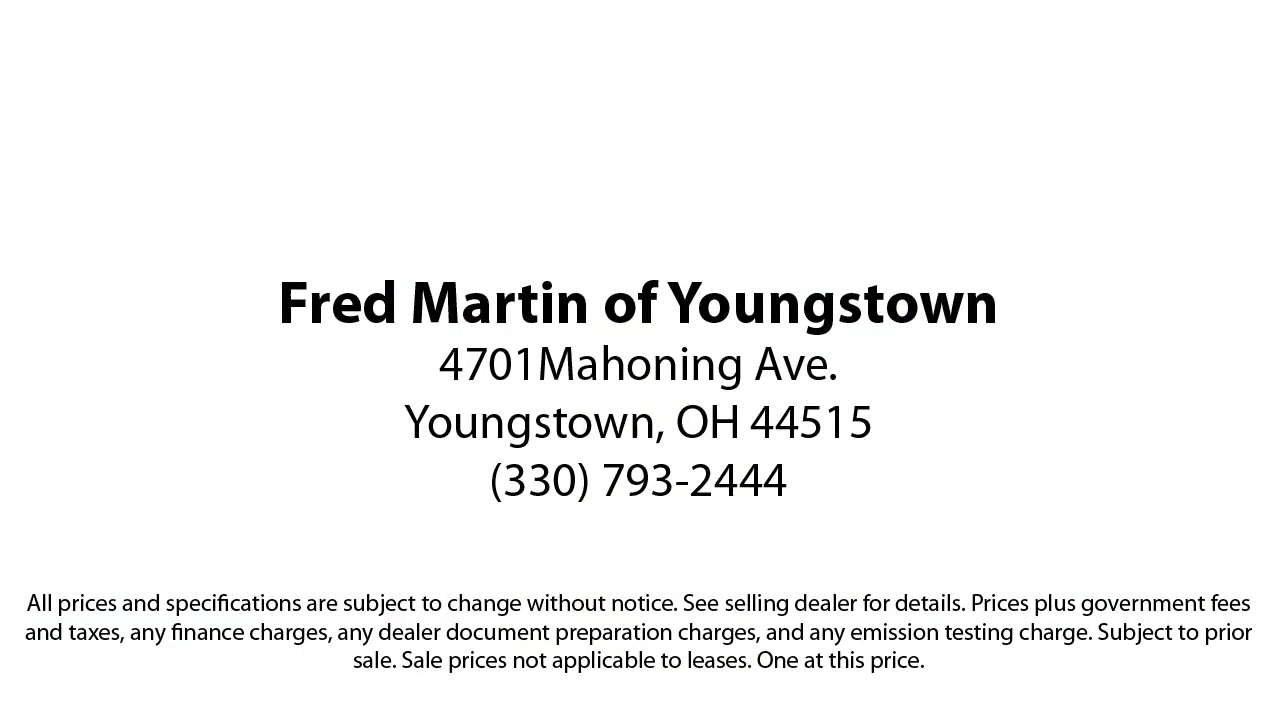 Fred Martin of Youngstown
4701Mahoning Ave.
Youngstown, OH 44515
(330) 793-2444
All prices and specifications are subject to change without notice. See selling dealer for details. Prices plus government fees
and taxes, any finance charges, any dealer document preparation charges, and any emission testing charge. Subject to prior
sale. Sale prices not applicable to leases. One at this price.